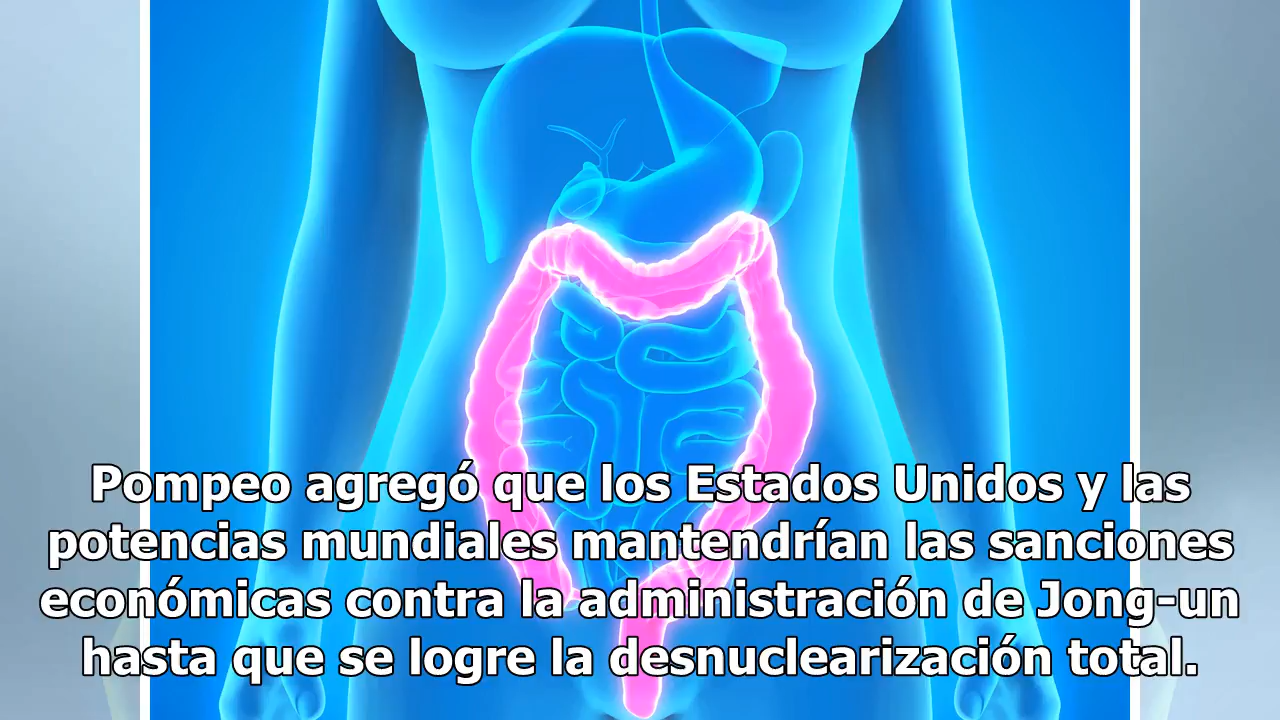 Pompeo agregó que los Estados Unidos y las
potencias mundiales mantendrían las sanciones
económicas contra la administración de Jong-un
hasta que se logre la desnuclearización total.